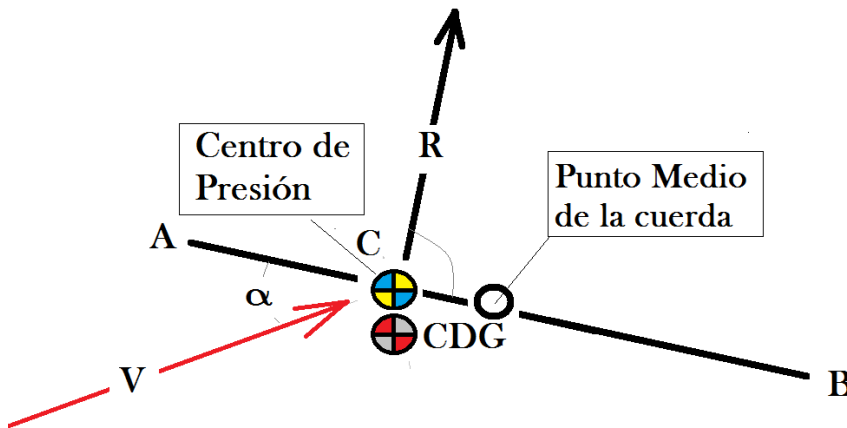 R
Centro de
Presión
Punto Medio
de la cuerda
A
C
α
CDG
V
B